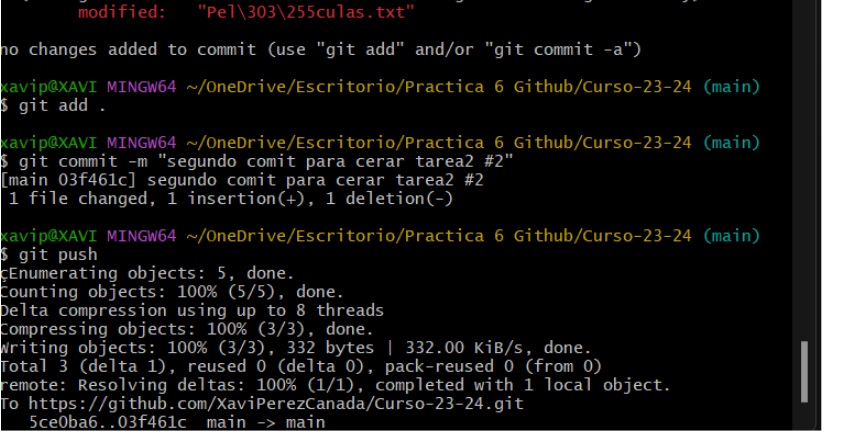 modified:   "Pel\303\255culas.txt"
no changes added to commit (use "git add" and/or "git commit -a")
xavip@XAVI MINGW64 ~/OneDrive/Escritorio/Practica 6 Github/Curso-23-24 (main)
$ git add .
xavip@XAVI MINGW64 ~/OneDrive/Escritorio/Practica 6 Github/Curso-23-24 (main)
$ git commit -m "segundo comit para cerar tarea2 #2"
[main 03f461c] segundo comit para cerar tarea2 #2
 1 file changed, 1 insertion(+), 1 deletion(-)
xavip@XAVI MINGW64 ~/OneDrive/Escritorio/Practica 6 Github/Curso-23-24 (main)
$ git push
çEnumerating objects: 5, done.
Counting objects: 100% (5/5), done.
Delta compression using up to 8 threads
Compressing objects: 100% (3/3), done.
Writing objects: 100% (3/3), 332 bytes | 332.00 KiB/s, done.
Total 3 (delta 1), reused 0 (delta 0), pack-reused 0 (from 0)
remote: Resolving deltas: 100% (1/1), completed with 1 local object.
To https://github.com/XaviPerezCanada/Curso-23-24.git
   5ce0ba6..03f461c  main -> main